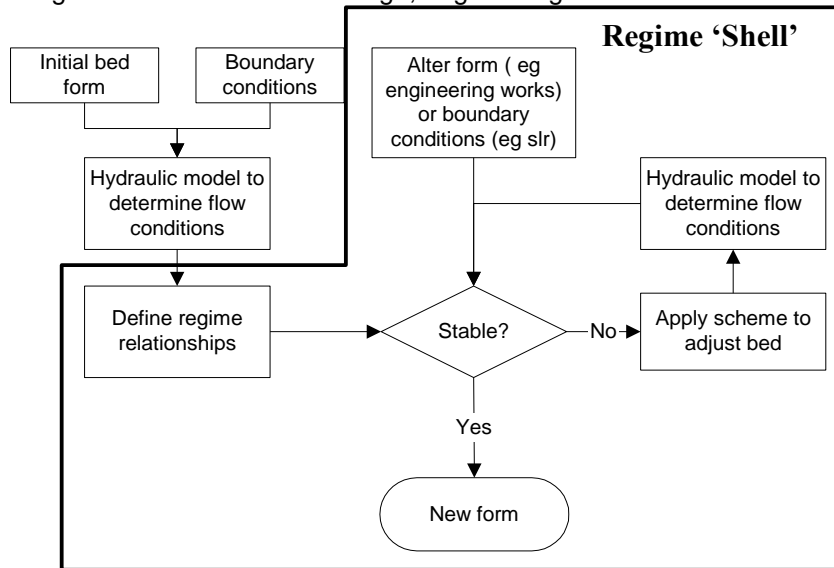 Regime 'Shell'
Initial bed
form
Boundary
conditions
Alter form ( eg
engineering works)
or boundary
conditions (eg slr)
Hydraulic model to
determine flow
conditions
Hydraulic model to
determine flow
conditions
Define regime
relationships
Stable?
No
Apply scheme to
adjust bed
Yes
New form